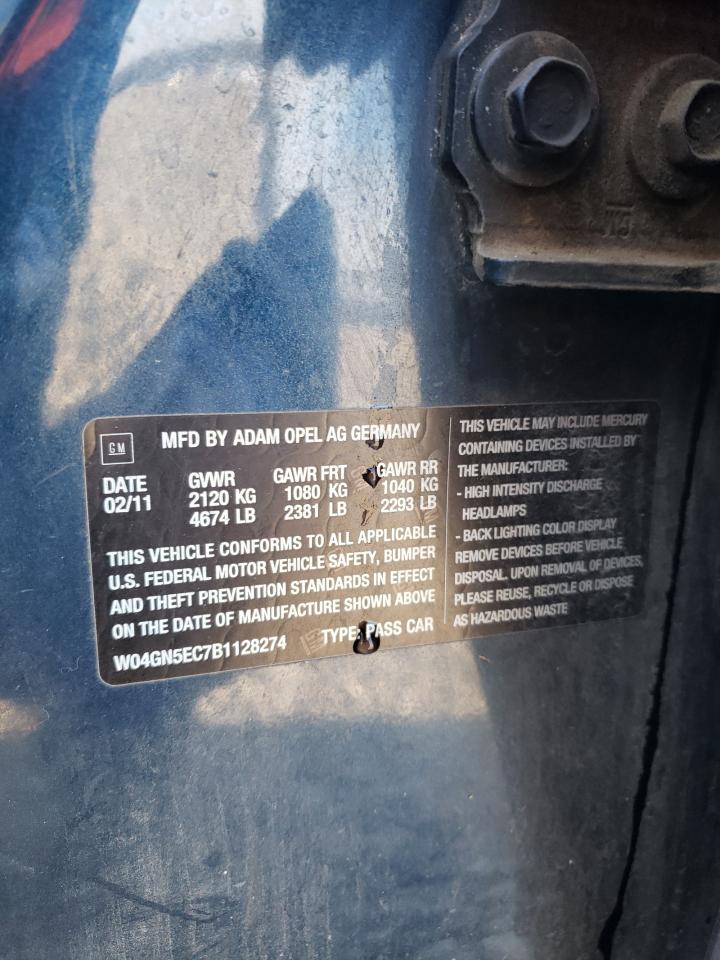 GM
MFD BY ADAM OPEL AG GERMANY
DATE GVWR GAWR FRT GAWR RR
02/11 2120 KG 1080 KG 1040 KG
4674 LB 2381 LB 2293 LB
THIS VEHICLE CONFORMS TO ALL APPLICABLE
U.S. FEDERAL MOTOR VEHICLE SAFETY, BUMPER
AND THEFT PREVENTION STANDARDS IN EFFECT
ON THE DATE OF MANUFACTURE SHOWN ABOVE
W04GN5EC7B1128274 TYPE: PASS CAR
THIS VEHICLE MAY INCLUDE MERCURY
CONTAINING DEVICES INSTALLED BY
THE MANUFACTURER:
- HIGH INTENSITY DISCHARGE
HEADLAMPS
- BACK LIGHTING COLOR DISPLAY
REMOVE DEVICES BEFORE VEHICLE
DISPOSAL. UPON REMOVAL OF DEVICES,
PLEASE REUSE, RECYCLE OR DISPOSE
AS HAZARDOUS WASTE